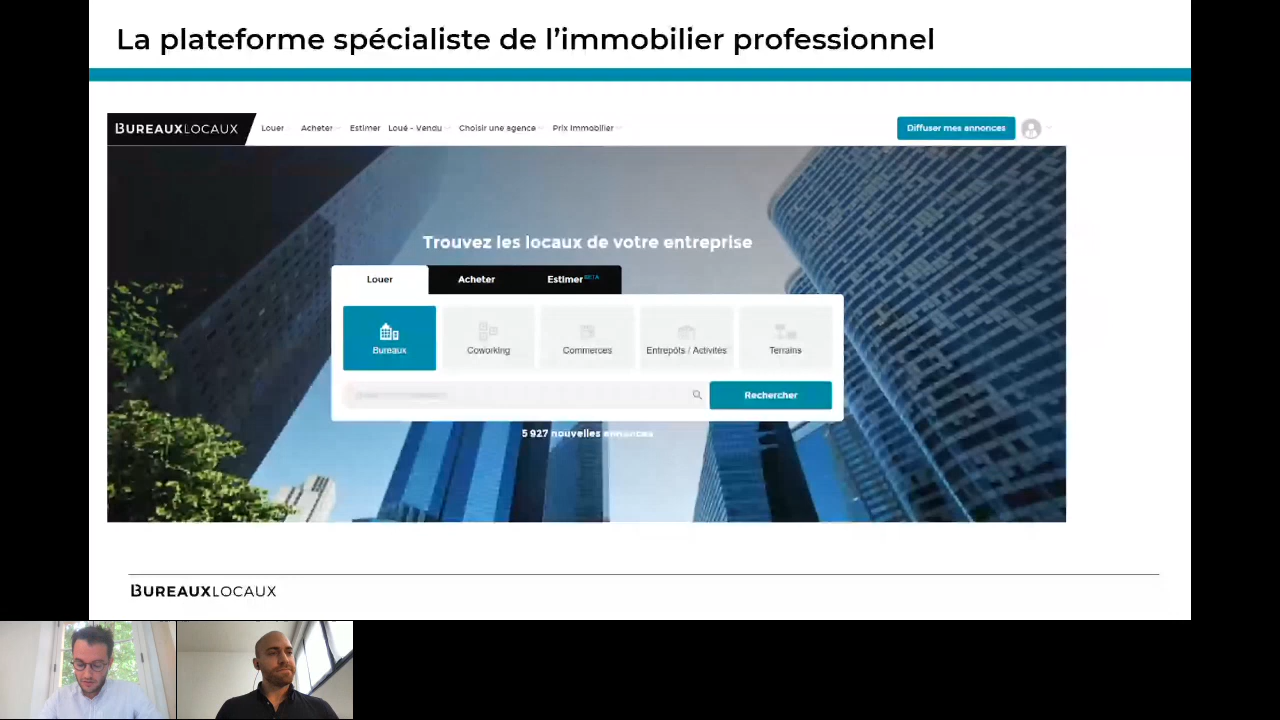 La plateforme spécialiste de l'immobilier professionnel
BUREAUXLOCAUX Louer Acheter Estimer Loué - Vendu Choisir une agence Prix Immobilier Diffuser mes annonces
Trouvez les locaux de votre entreprise
Louer Acheter Estimer BETA
Bureaux Coworking Commerces Entrepôts / Activités Terrains
Rechercher
5 927 nouvelles annonces
BUREAUXLOCAUX